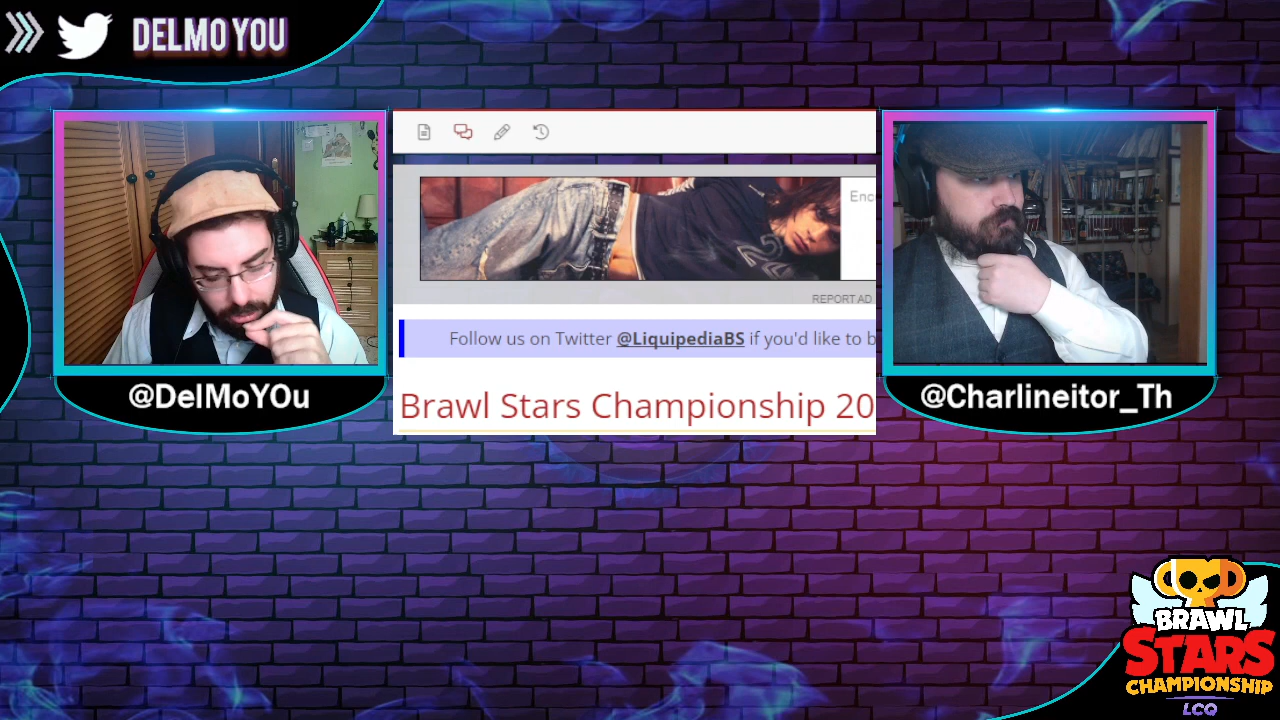 DELMO YOU
Enc
REPORT AD
Follow us on Twitter @LiquipediaBS if you'd like to b
Brawl Stars Championship 20
@DelMoYOu
@Charlineitor_Th
BRAWL
STARS
CHAMPIONSHIP
LCQ